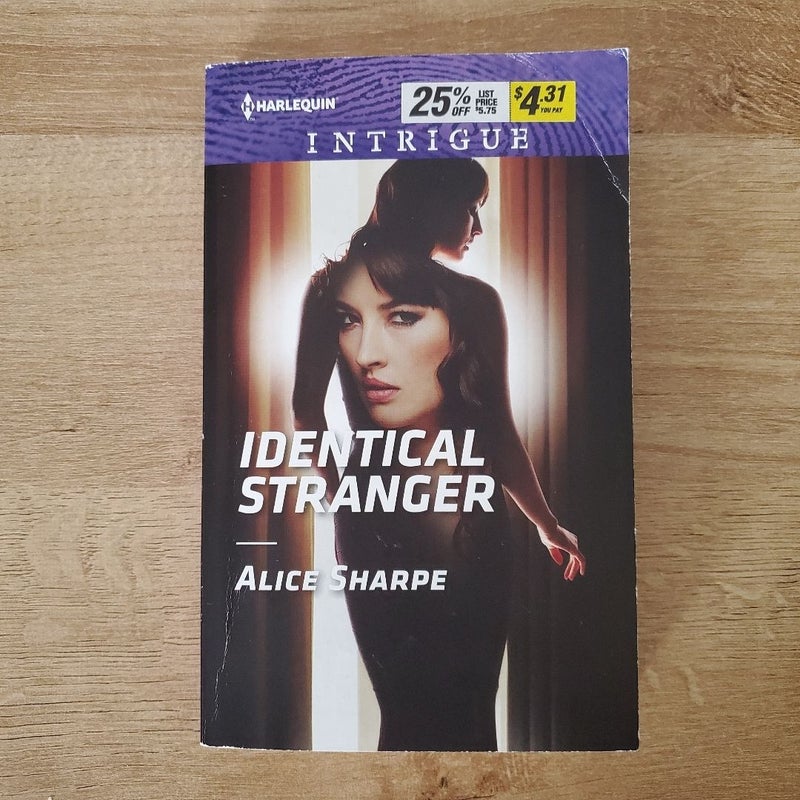 HARLEQUIN®
INTRIGUE
25% OFF LIST PRICE $5.75 $4.31 YOU PAY
IDENTICAL
STRANGER
ALICE SHARPE